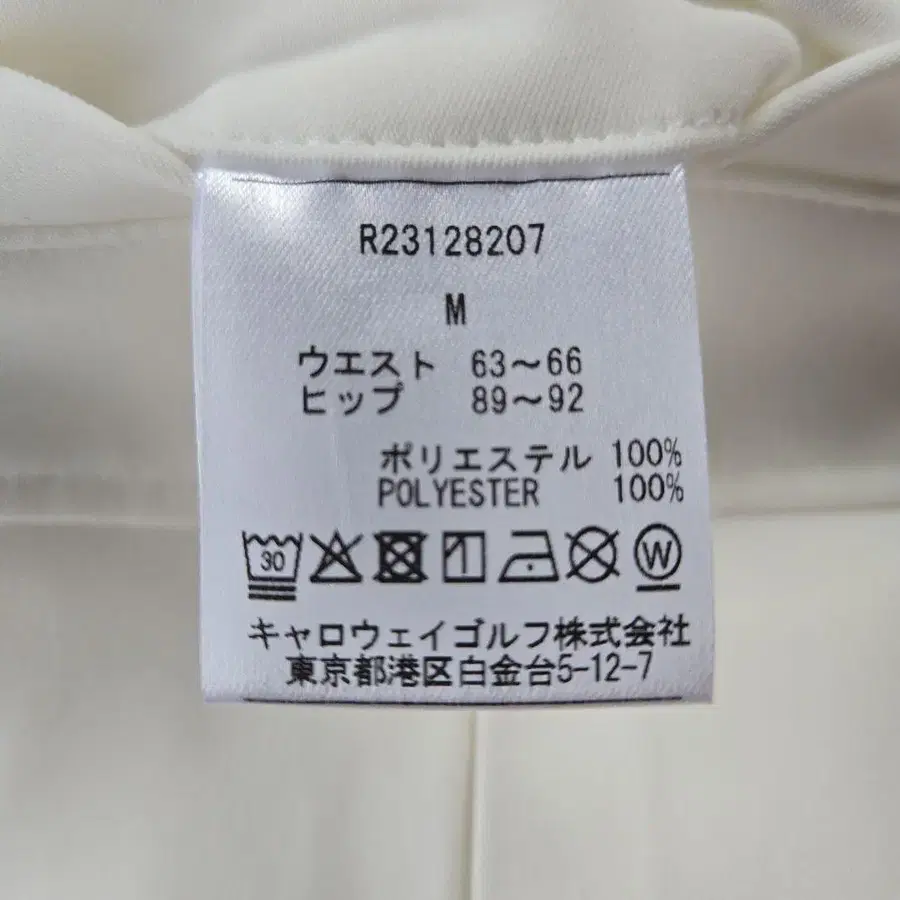 R23128207
M
ウエスト 63～66
ヒップ 89～92
ポリエステル 100%
POLYESTER 100%
30 W
キャロウェイゴルフ株式会社
東京都港区白金台5-12-7